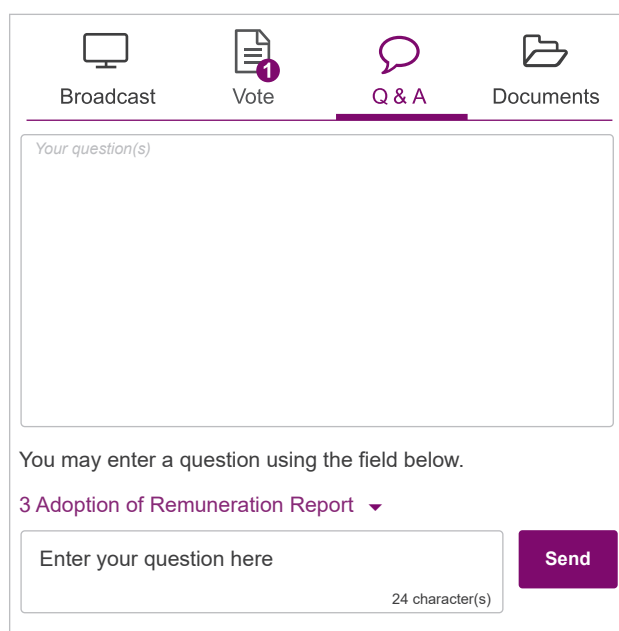 1
Broadcast Vote Q & A Documents
Your question(s)
You may enter a question using the field below.
3 Adoption of Remuneration Report
Enter your question here
Send
24 character(s)